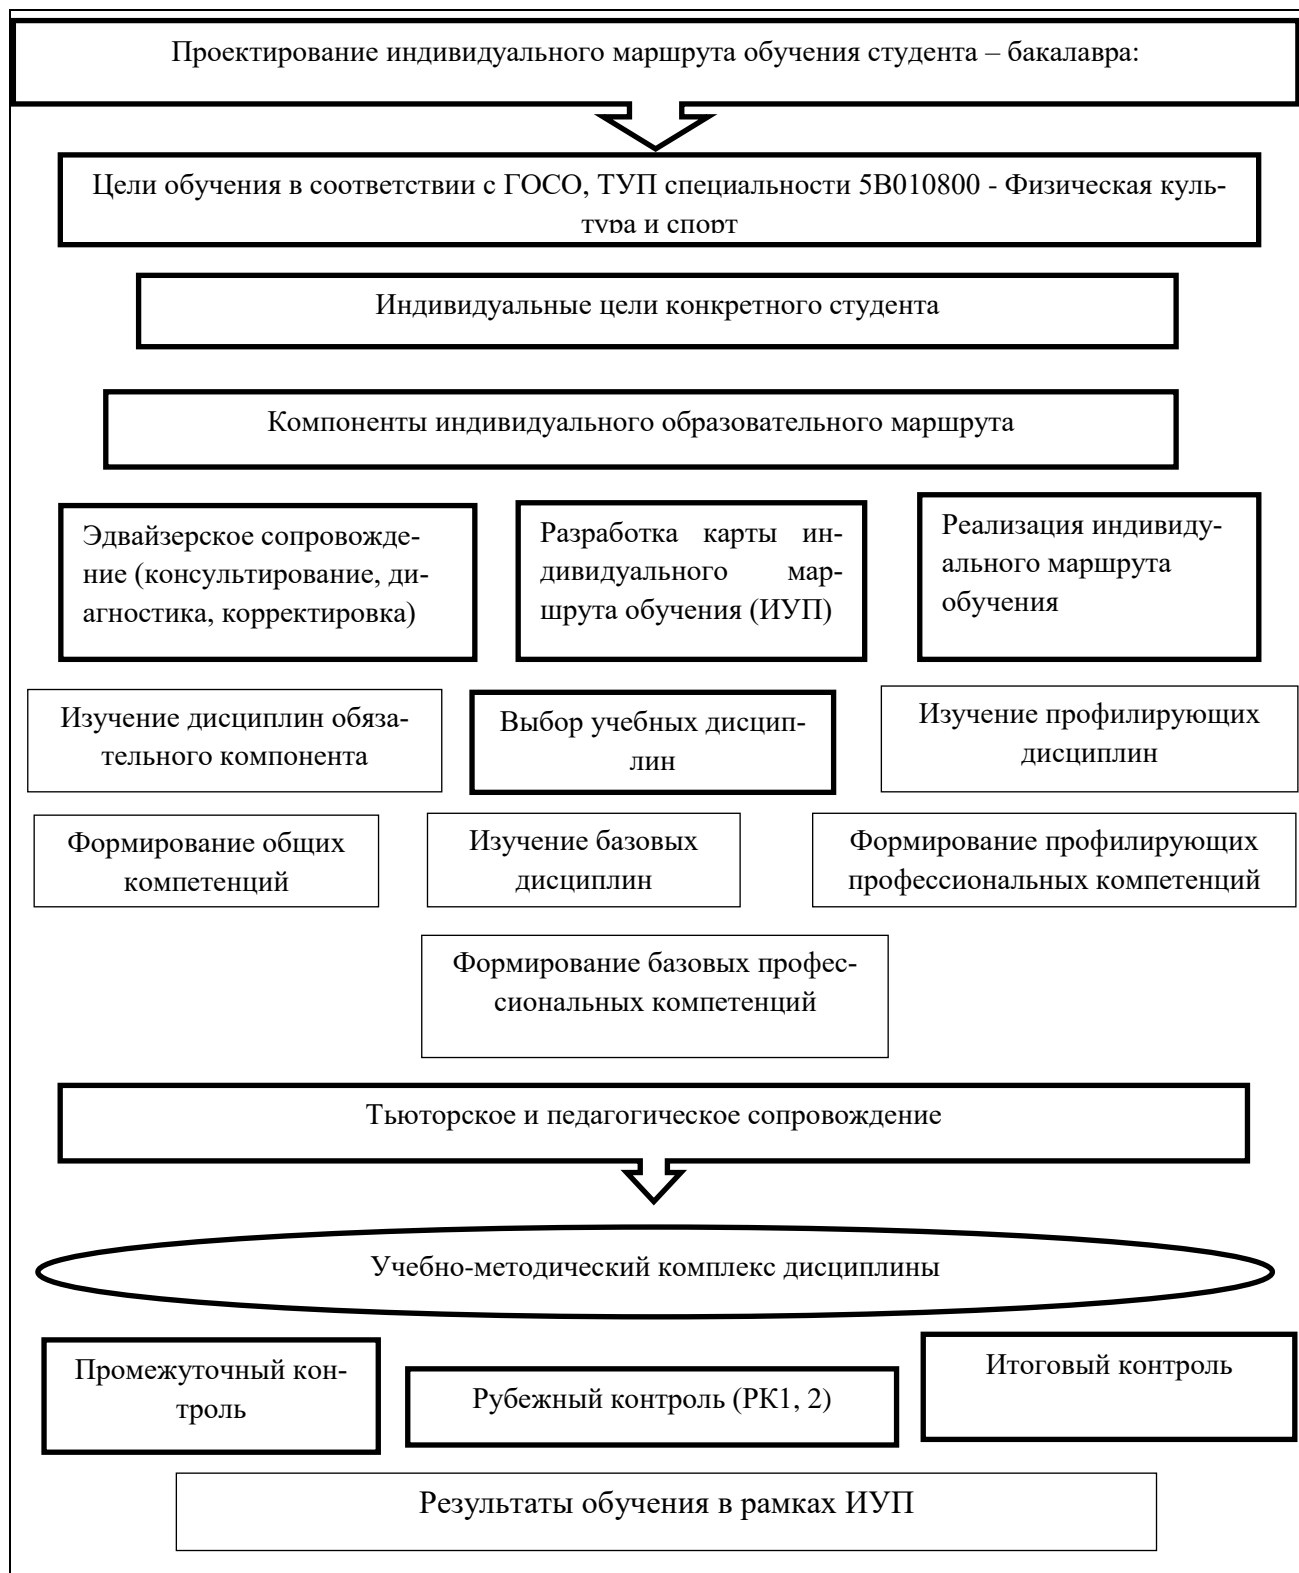 Проектирование индивидуального маршрута обучения студента – бакалавра:
Цели обучения в соответствии с ГОСО, ТУП специальности 5В010800 - Физическая куль-
тура и спорт
Индивидуальные цели конкретного студента
Компоненты индивидуального образовательного маршрута
Эдвайзерское сопровожде-
ние (консультирование, ди-
агностика, корректировка)
Разработка карты ин-
дивидуального мар-
шрута обучения (ИУП)
Реализация индивиду-
ального маршрута
обучения
Изучение дисциплин обяза-
тельного компонента
Выбор учебных дисцип-
лин
Изучение профилирующих
дисциплин
Формирование общих
компетенций
Изучение базовых
дисциплин
Формирование профилирующих
профессиональных компетенций
Формирование базовых профес-
сиональных компетенций
Тьюторское и педагогическое сопровождение
Учебно-методический комплекс дисциплины
Промежуточный кон-
троль
Рубежный контроль (РК1, 2)
Итоговый контроль
Результаты обучения в рамках ИУП